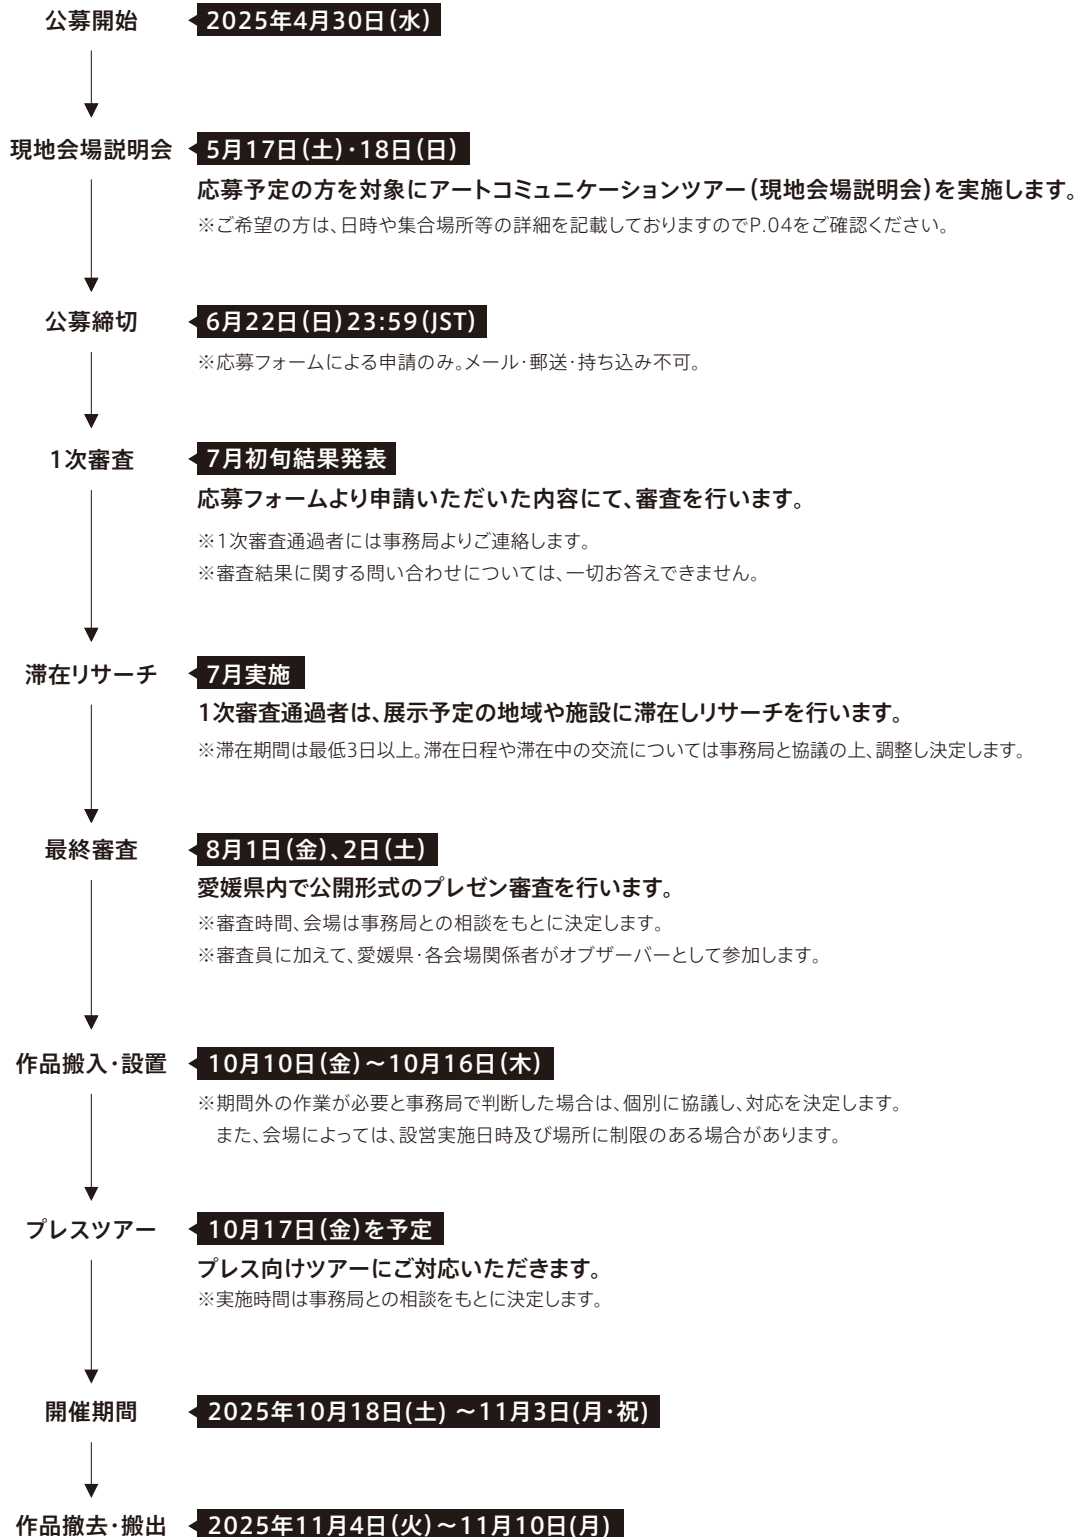 公募開始
2025年4月30日(水)
現地会場説明会
5月17日(土)・18日(日)
応募予定の方を対象にアートコミュニケーションツアー(現地会場説明会)を実施します。
※ご希望の方は、日時や集合場所等の詳細を記載しておりますのでP.04をご確認ください。
公募締切
6月22日(日)23:59(JST)
※応募フォームによる申請のみ。メール・郵送・持ち込み不可。
1次審査
7月初旬結果発表
応募フォームより申請いただいた内容にて、審査を行います。
※1次審査通過者には事務局よりご連絡します。
※審査結果に関する問い合わせについては、一切お答えできません。
滞在リサーチ
7月実施
1次審査通過者は、展示予定の地域や施設に滞在しリサーチを行います。
※滞在期間は最低3日以上。滞在日程や滞在中の交流については事務局と協議の上、調整し決定します。
最終審査
8月1日(金)、2日(土)
愛媛県内で公開形式のプレゼン審査を行います。
※審査時間、会場は事務局との相談をもとに決定します。
※審査員に加えて、愛媛県・各会場関係者がオブザーバーとして参加します。
作品搬入・設置
10月10日(金)～10月16日(木)
※期間外の作業が必要と事務局で判断した場合は、個別に協議し、対応を決定します。
また、会場によっては、設営実施日時及び場所に制限のある場合があります。
プレスツアー
10月17日(金)を予定
プレス向けツアーにご対応いただきます。
※実施時間は事務局との相談をもとに決定します。
開催期間
2025年10月18日(土) ～11月3日(月・祝)
作品撤去・搬出
2025年11月4日(火)～11月10日(月)